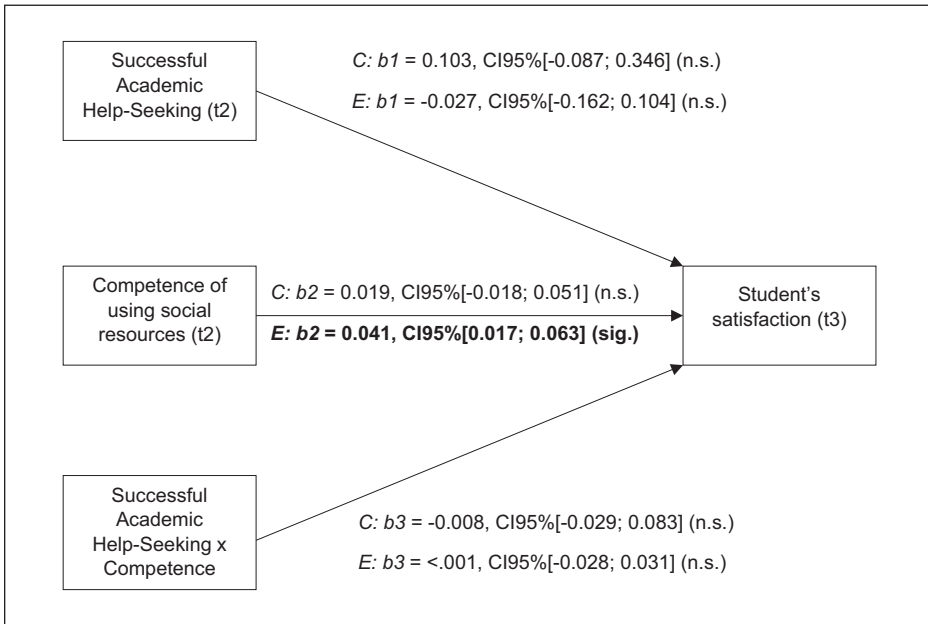 Successful
Academic
Help-Seeking (t2)
C: b1 = 0.103, CI95%[-0.087; 0.346] (n.s.)
E: b1 = -0.027, CI95%[-0.162; 0.104] (n.s.)
Competence of
using social
resources (t2)
C: b2 = 0.019, CI95%[-0.018; 0.051] (n.s.)
E: b2 = 0.041, CI95%[0.017; 0.063] (sig.)
Student’s
satisfaction (t3)
Successful
Academic
Help-Seeking x
Competence
C: b3 = -0.008, CI95%[-0.029; 0.083] (n.s.)
E: b3 = <.001, CI95%[-0.028; 0.031] (n.s.)